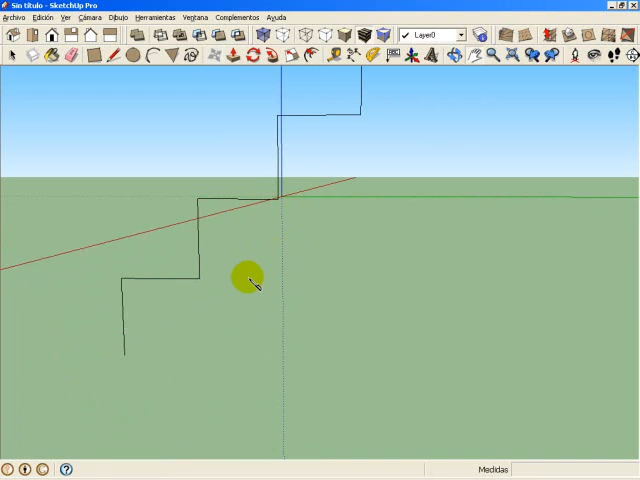 Sin título - SketchUp Pro
Archivo Edición Ver Cámara Dibujo Herramientas Ventana Complementos Ayuda
Layer0
Medidas